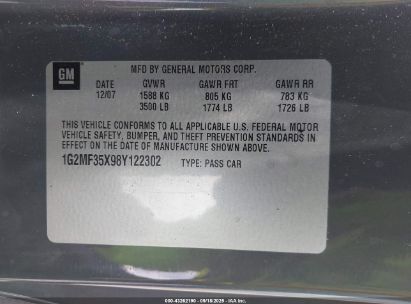 GM
MFD BY GENERAL MOTORS CORP.
DATE GVWR GAWR FRT GAWR RR
12/07 1588 KG 805 KG 783 KG
3500 LB 1774 LB 1726 LB
THIS VEHICLE CONFORMS TO ALL APPLICABLE U.S. FEDERAL MOTOR
VEHICLE SAFETY, BUMPER, AND THEFT PREVENTION STANDARDS IN
EFFECT ON THE DATE OF MANUFACTURE SHOWN ABOVE.
1G2MF35X98Y122302 TYPE: PASS CAR